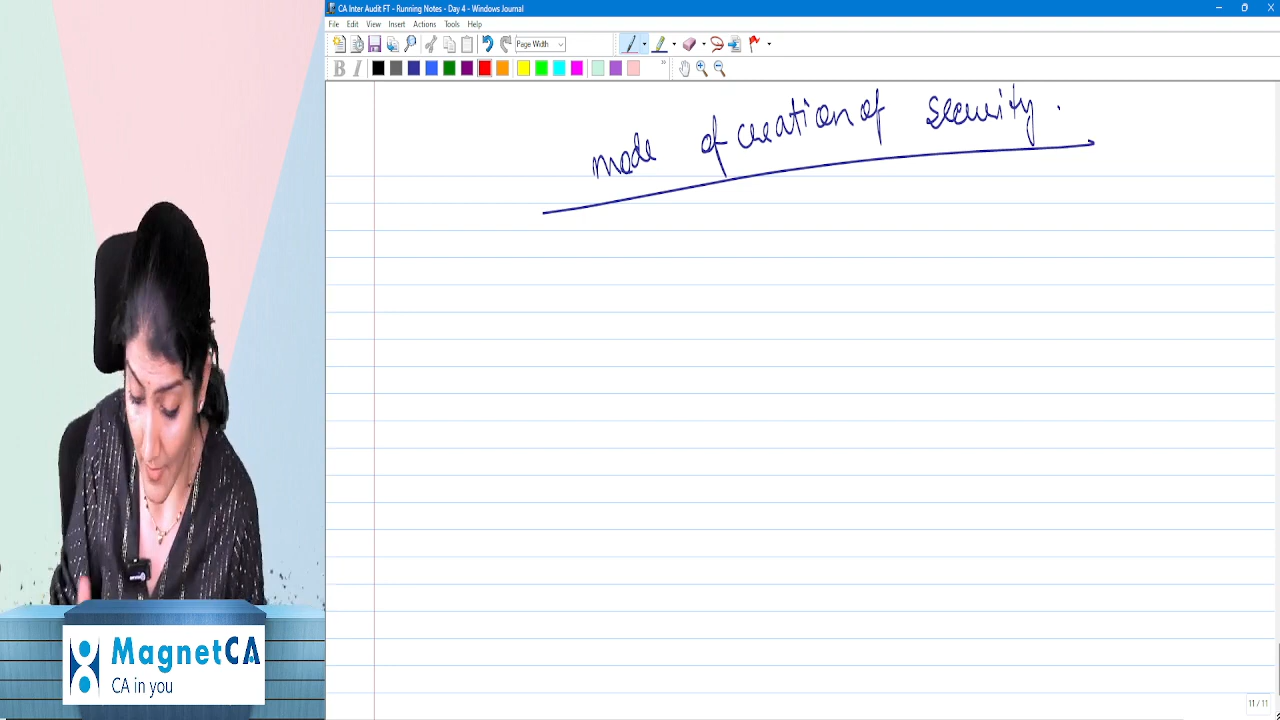 CA Inter Audit FT - Running Notes - Day 4 - Windows Journal
File Edit View Insert Actions Tools Help
Page Width
B I
mode of creation of security.
MagnetCA
CA in you
11 / 11